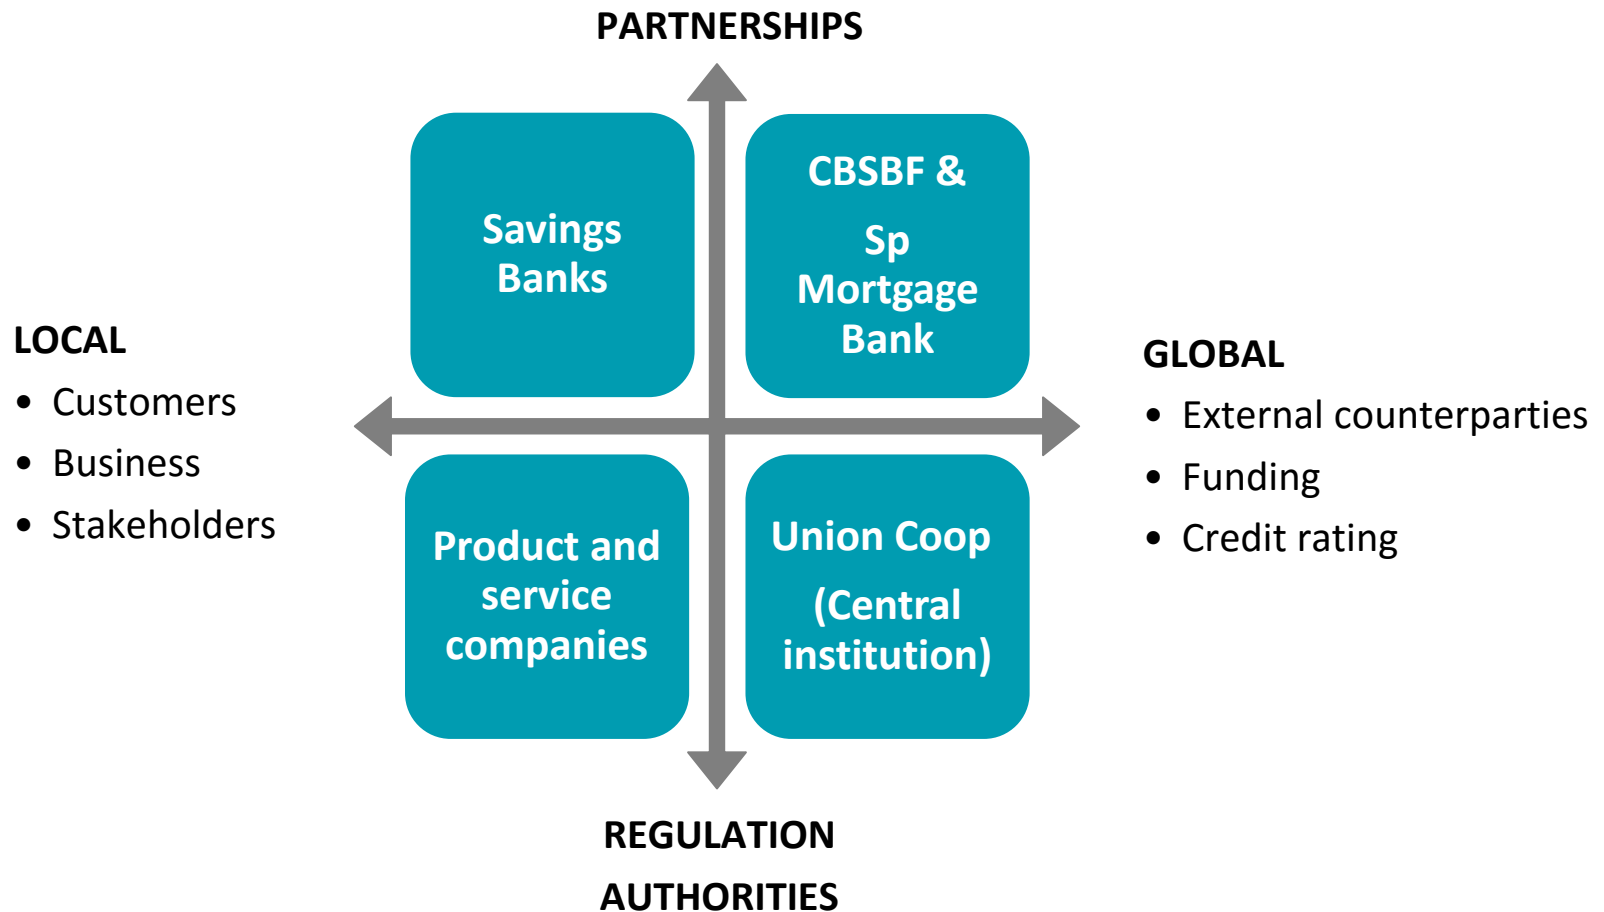 PARTNERSHIPS
Savings
Banks
CBSBF &
Sp
Mortgage
Bank
LOCAL
• Customers
• Business
• Stakeholders
GLOBAL
• External counterparties
• Funding
• Credit rating
Product and
service
companies
Union Coop
(Central
institution)
REGULATION
AUTHORITIES